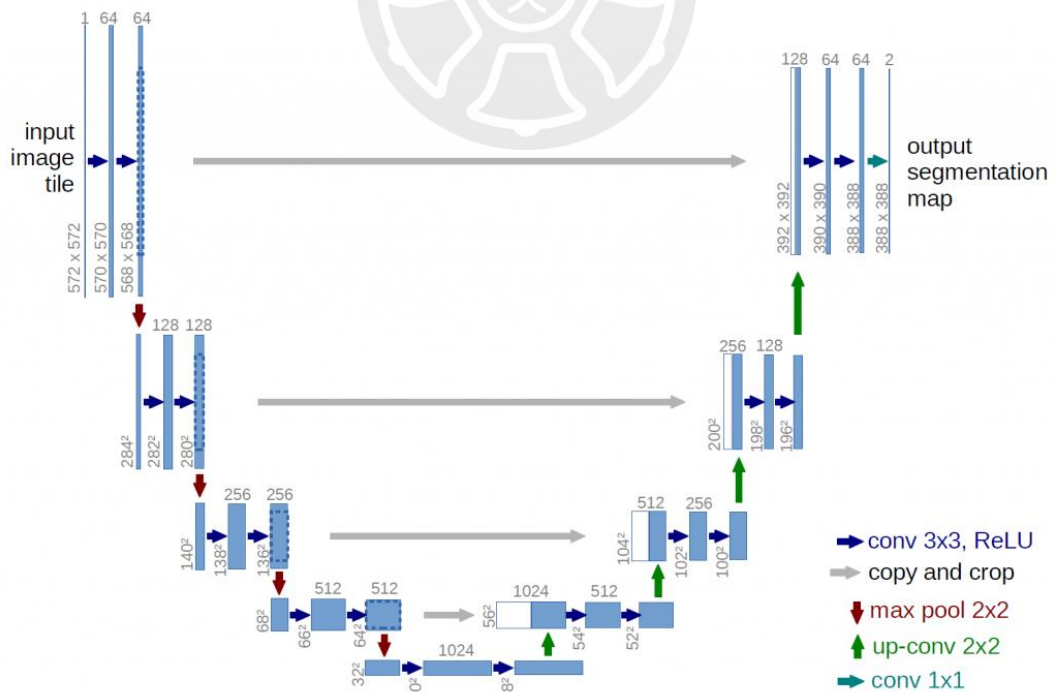 1 64 64
input
image
tile
572 x 572
570 x 570
568 x 568
128 64 64 2
output
segmentation
map
392 x 392
390 x 390
388 x 388
388 x 388
128 128
284²
282²
280²
256 128
200²
198²
196²
256 256
140²
138²
136²
512 256
104²
102²
100²
512 512
68²
66²
64²
1024 512
56²
54²
52²
1024
32²
0²
8²
conv 3x3, ReLU
copy and crop
max pool 2x2
up-conv 2x2
conv 1x1